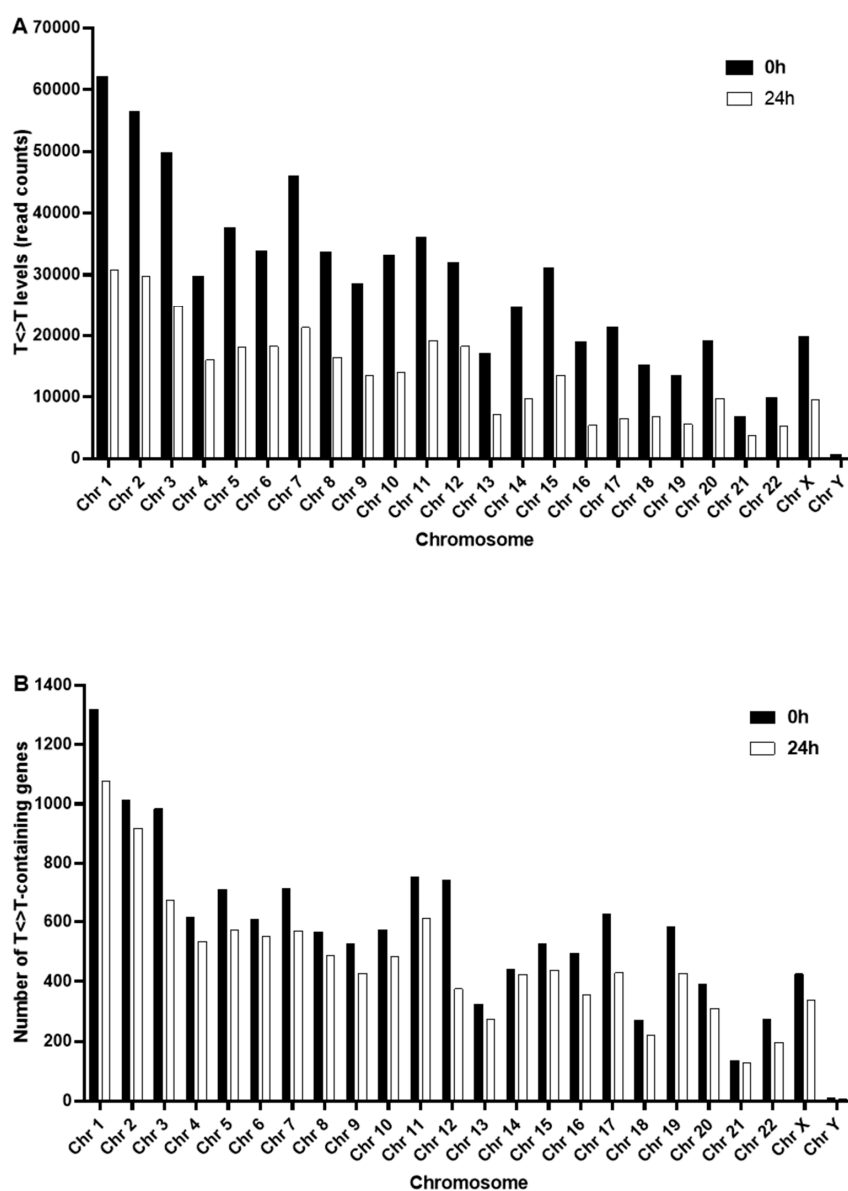 A
70000
60000
50000
40000
30000
20000
10000
0
T<>T levels (read counts)
0h
24h
Chr 1
Chr 2
Chr 3
Chr 4
Chr 5
Chr 6
Chr 7
Chr 8
Chr 9
Chr 10
Chr 11
Chr 12
Chr 13
Chr 14
Chr 15
Chr 16
Chr 17
Chr 18
Chr 19
Chr 20
Chr 21
Chr 22
Chr X
Chr Y
Chromosome
B
1400
1200
1000
800
600
400
200
0
Number of T<>T-containing genes
0h
24h
Chr 1
Chr 2
Chr 3
Chr 4
Chr 5
Chr 6
Chr 7
Chr 8
Chr 9
Chr 10
Chr 11
Chr 12
Chr 13
Chr 14
Chr 15
Chr 16
Chr 17
Chr 18
Chr 19
Chr 20
Chr 21
Chr 22
Chr X
Chr Y
Chromosome